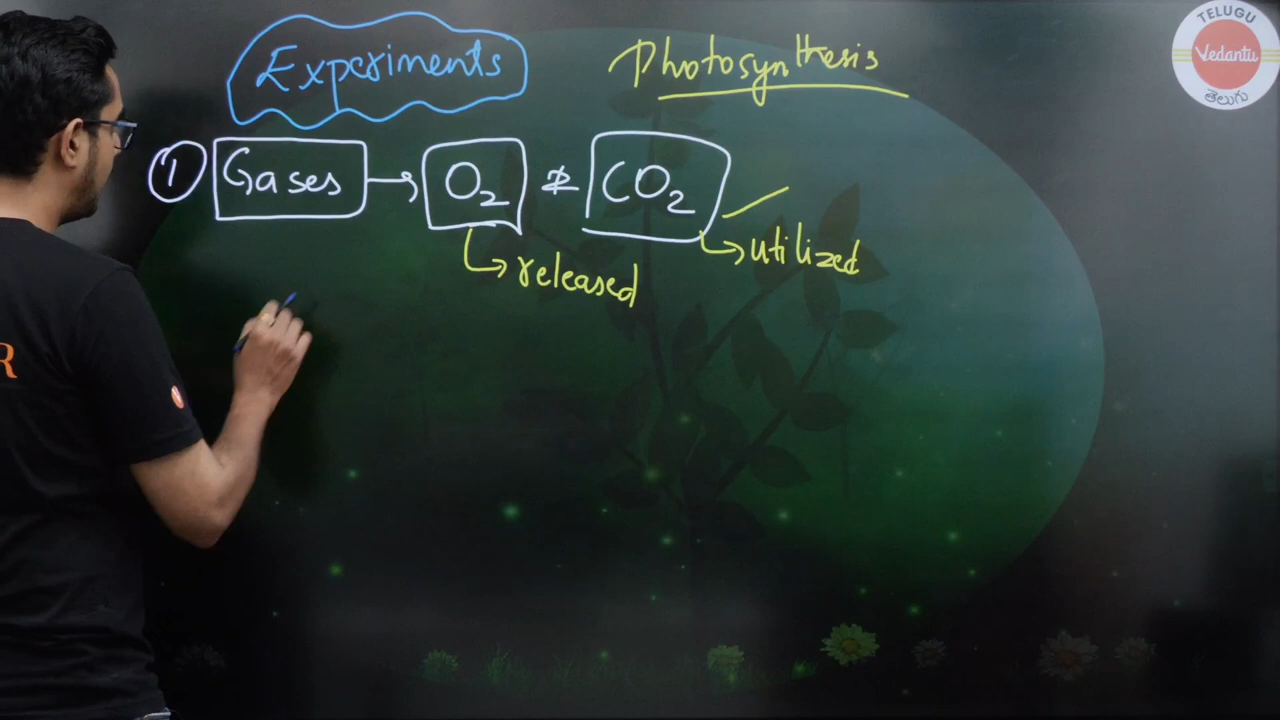 Experiments
Photosynthesis
① Gases → O₂ & CO₂
↳ released
↳ utilized
TELUGU
Vedantu
తెలుగు
R